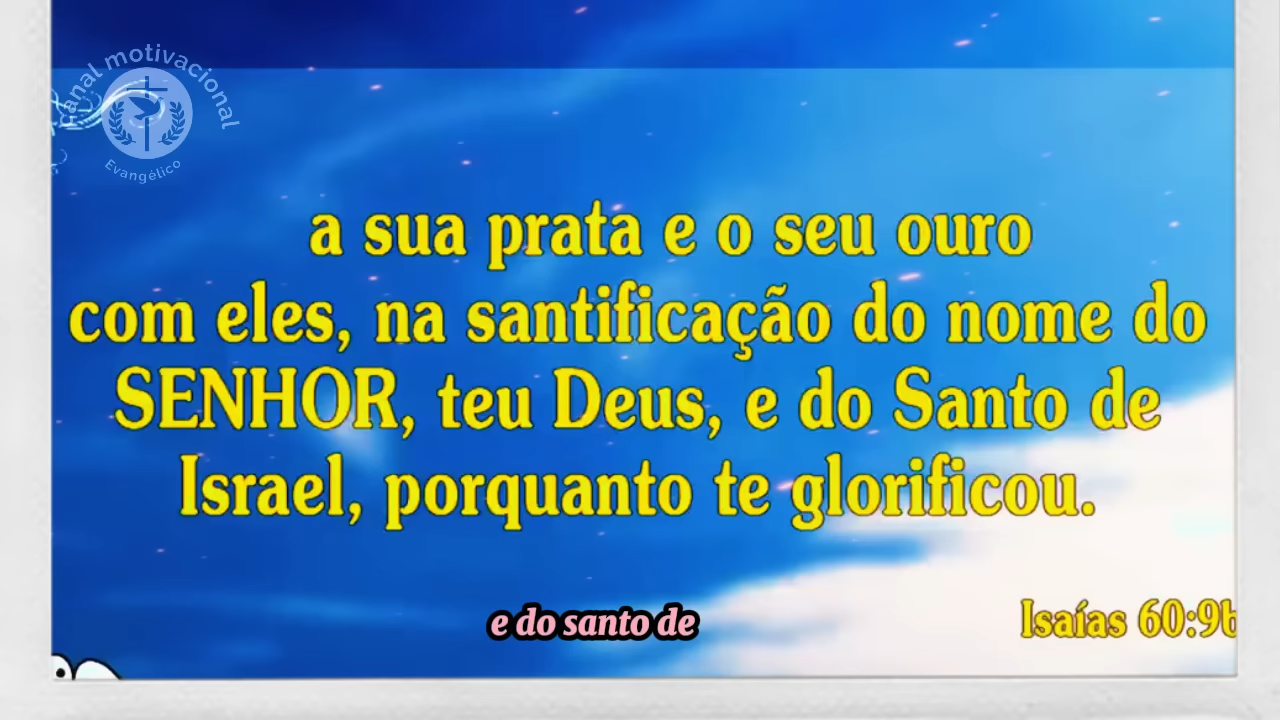 canal motivacional
Evangélico
a sua prata e o seu ouro
com eles, na santificação do nome do
SENHOR, teu Deus, e do Santo de
Israel, porquanto te glorificou.
e do santo de
Isaías 60:9b